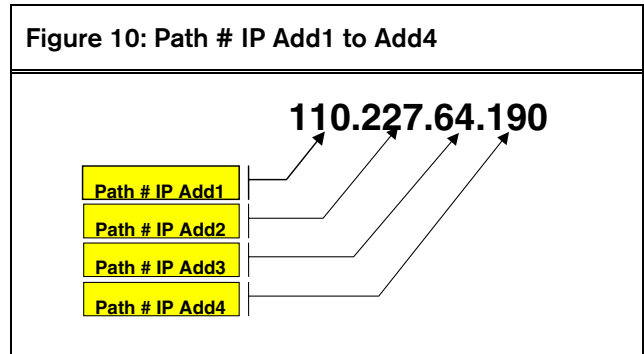 Figure 10: Path # IP Add1 to Add4
110.227.64.190
Path # IP Add1
Path # IP Add2
Path # IP Add3
Path # IP Add4